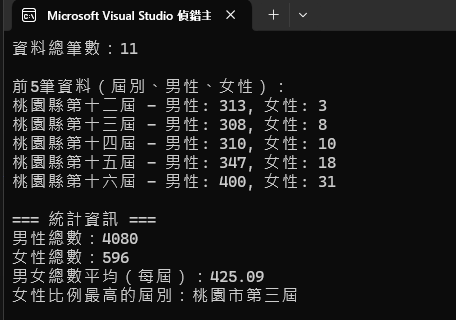 Microsoft Visual Studio 偵錯主
資料總筆數：11
前5筆資料（屆別、男性、女性）：
桃園縣第十二屆 - 男性: 313, 女性: 3
桃園縣第十三屆 - 男性: 308, 女性: 8
桃園縣第十四屆 - 男性: 310, 女性: 10
桃園縣第十五屆 - 男性: 347, 女性: 18
桃園縣第十六屆 - 男性: 400, 女性: 31
=== 統計資訊 ===
男性總數：4080
女性總數：596
男女總數平均（每屆）：425.09
女性比例最高的屆別：桃園市第三屆